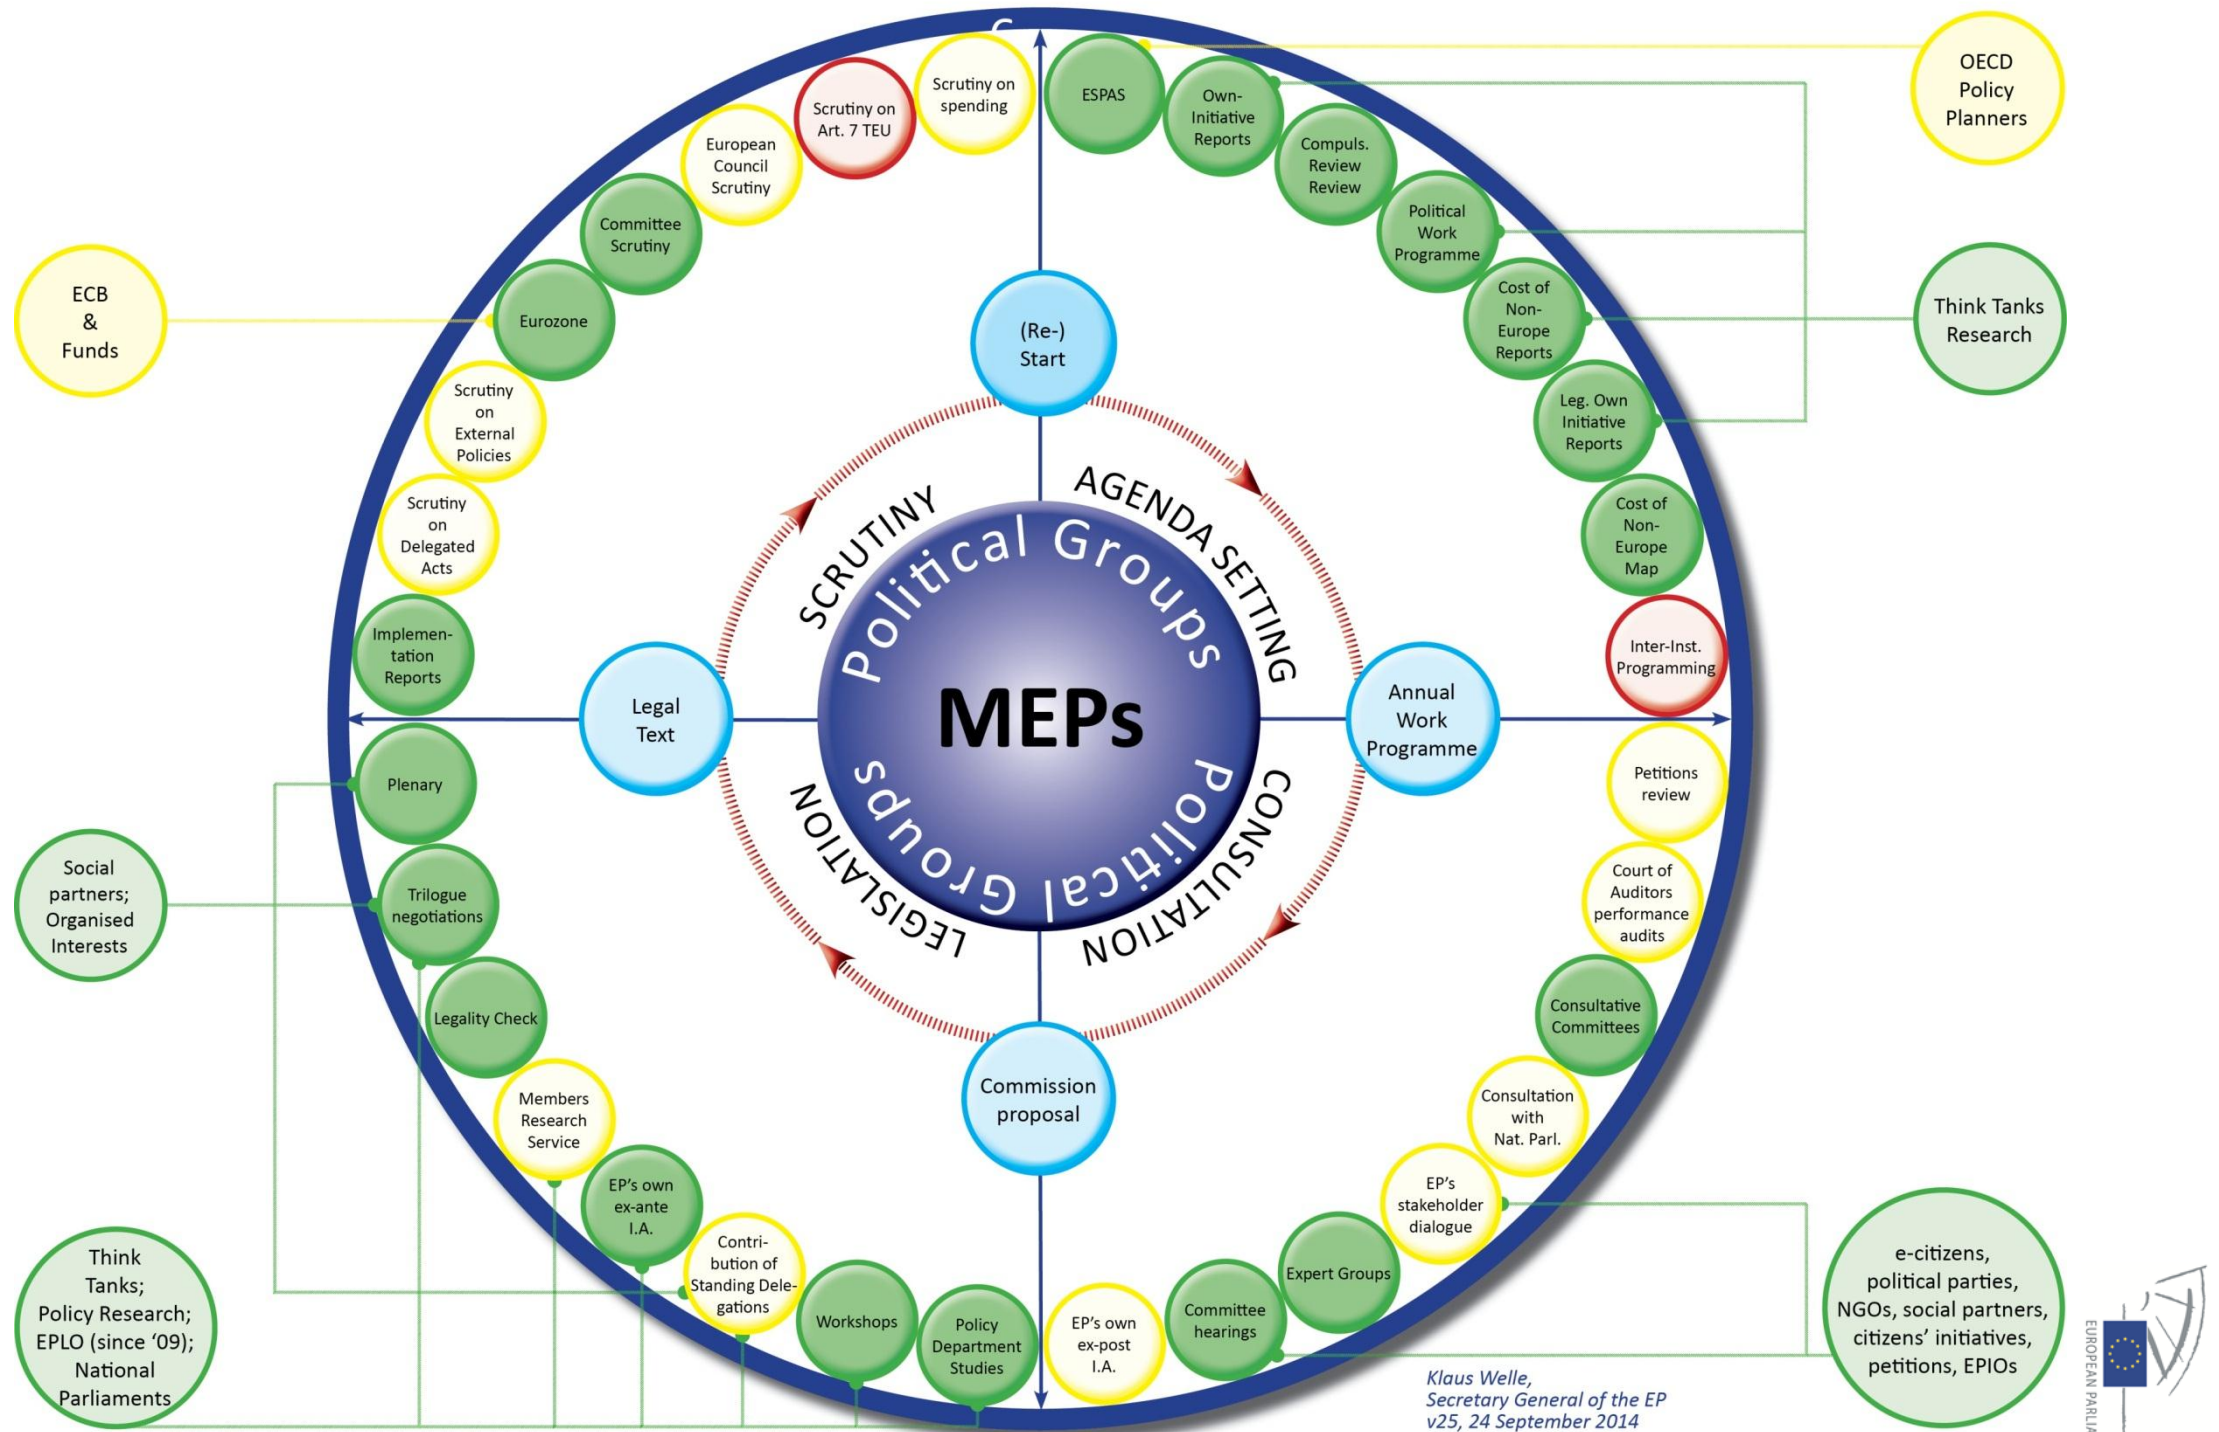 Scrutiny on
spending
Scrutiny on
Art. 7 TEU
European
Council
Scrutiny
Committee
Scrutiny
Eurozone
Scrutiny
on
External
Policies
Scrutiny
on
Delegated
Acts
Implemen-
tation
Reports
ECB
&
Funds
ESPAS
Own-
Initiative
Reports
Compuls.
Review
Review
Political
Work
Programme
Cost of
Non-
Europe
Reports
Leg. Own
Initiative
Reports
Cost of
Non-
Europe
Map
Inter-Inst.
Programming
OECD
Policy
Planners
Think Tanks
Research
(Re-)
Start
SCRUTINY
AGENDA SETTING
Political Groups
MEPs
Political Groups
LEGISLATION
CONSULTATION
Legal
Text
Annual
Work
Programme
Commission
proposal
Plenary
Trilogue
negotiations
Legality Check
Members
Research
Service
EP's own
ex-ante
I.A.
Contri-
bution of
Standing Dele-
gations
Workshops
Policy
Department
Studies
Social
partners;
Organised
Interests
Think
Tanks;
Policy Research;
EPLO (since ‘09);
National
Parliaments
Petitions
review
Court of
Auditors
performance
audits
Consultative
Committees
Consultation
with
Nat. Parl.
EP's
stakeholder
dialogue
Expert Groups
Committee
hearings
EP's own
ex-post
I.A.
e-citizens,
political parties,
NGOs, social partners,
citizens’ initiatives,
petitions, EPIOs
Klaus Welle,
Secretary General of the EP
v25, 24 September 2014
EUROPEAN PARLIA